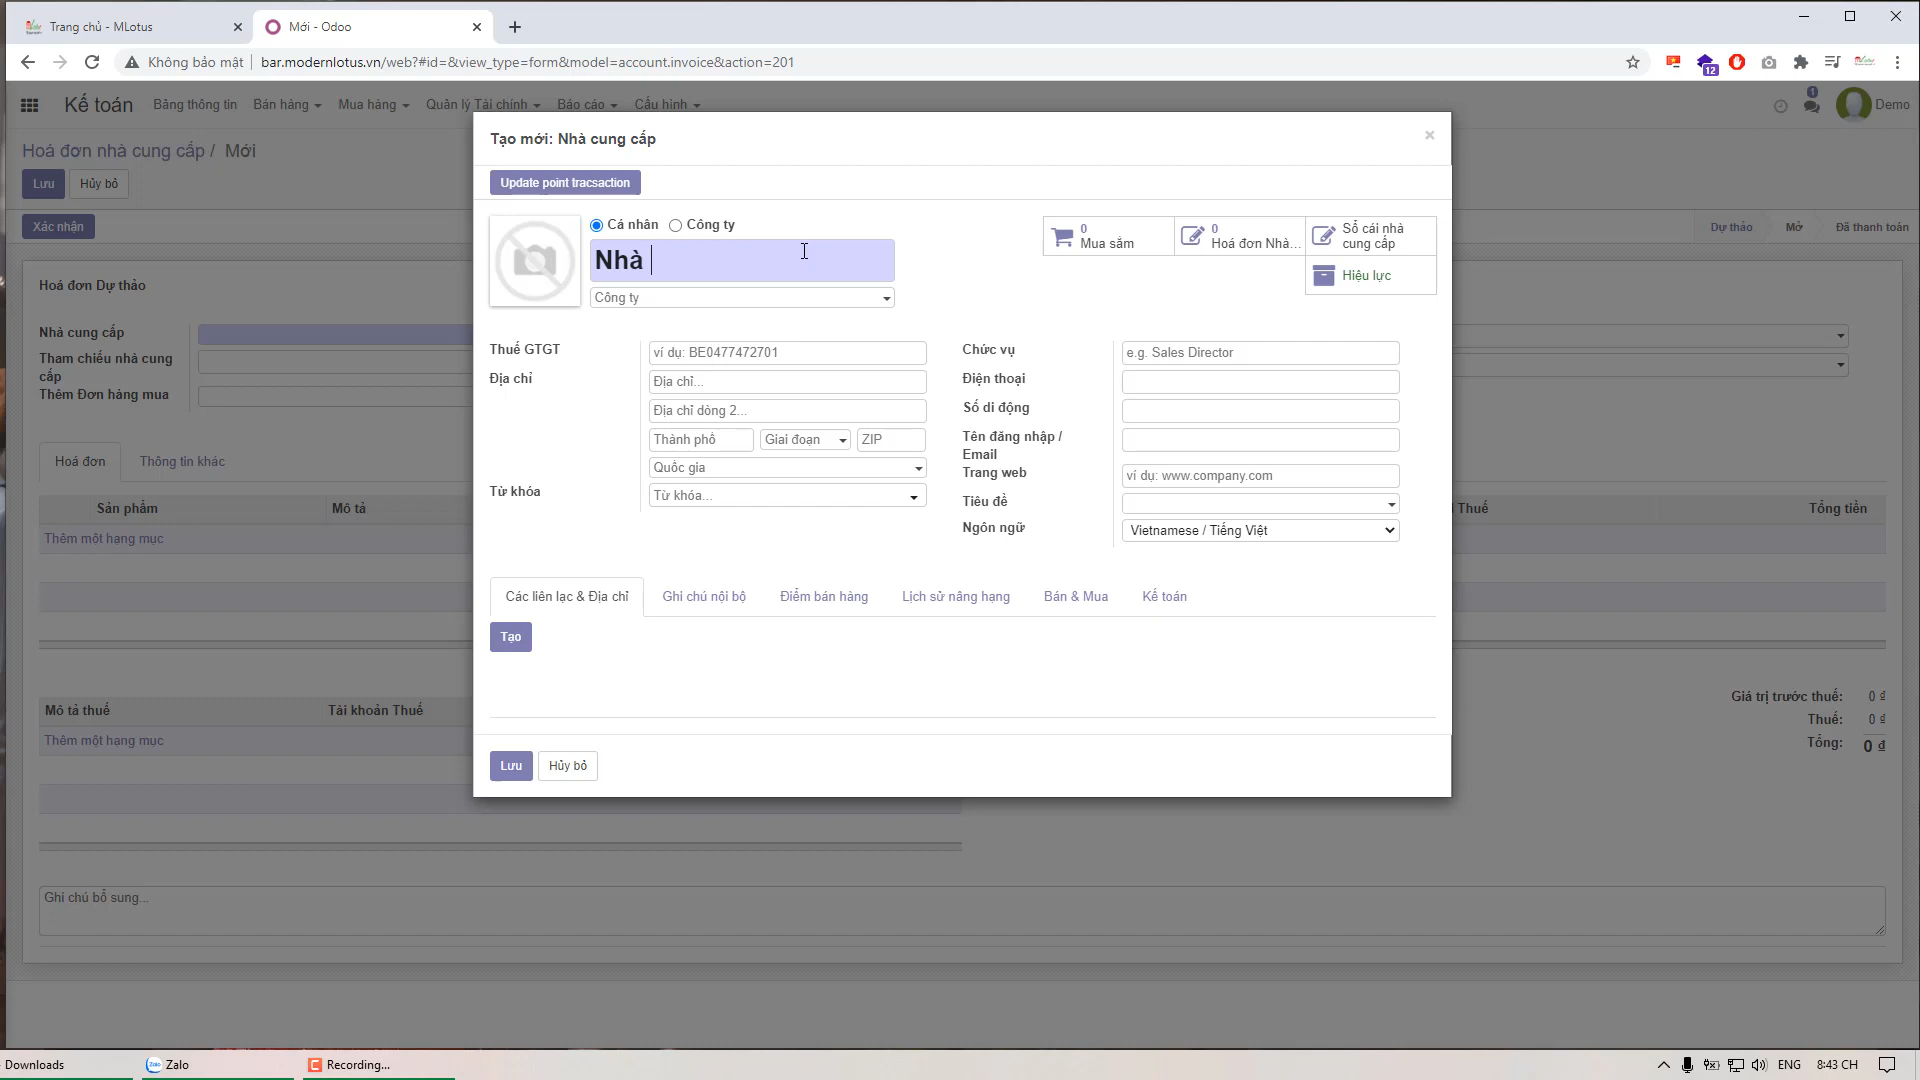 Trang chủ - MLotus
Mới - Odoo
Không bảo mật
bar.modernlotus.vn/web?#id=&view_type=form&model=account.invoice&action=201
12
Kế toán
Bảng thông tin
Bán hàng
Mua hàng
Quản lý Tài chính
Báo cáo
Cấu hình
1
Demo
Hoá đơn nhà cung cấp / Mới
Lưu
Hủy bỏ
Xác nhận
Dự thảo
Mở
Đã thanh toán
Hoá đơn Dự thảo
Nhà cung cấp
Tham chiếu nhà cung
cấp
Thêm Đơn hàng mua
Hoá đơn
Thông tin khác
Sản phẩm
Mô tả
Thuế
Tổng tiền
Thêm một hạng mục
Mô tả thuế
Tài khoản Thuế
Thêm một hạng mục
Giá trị trước thuế: 0 ₫
Thuế: 0 ₫
Tổng: 0 ₫
Ghi chú bổ sung...
Tạo mới: Nhà cung cấp
×
Update point tracsaction
Cá nhân
Công ty
Nhà
Công ty
0
Mua sắm
0
Hoá đơn Nhà...
Sổ cái nhà
cung cấp
Hiệu lực
Thuế GTGT
ví dụ: BE0477472701
Địa chỉ
Địa chỉ...
Địa chỉ dòng 2...
Thành phố
Giai đoạn
ZIP
Quốc gia
Từ khóa
Từ khóa...
Chức vụ
e.g. Sales Director
Điện thoại
Số di động
Tên đăng nhập /
Email
Trang web
ví dụ: www.company.com
Tiêu đề
Ngôn ngữ
Vietnamese / Tiếng Việt
Các liên lạc & Địa chỉ
Ghi chú nội bộ
Điểm bán hàng
Lịch sử nâng hạng
Bán & Mua
Kế toán
Tạo
Lưu
Hủy bỏ
Downloads
Zalo
Recording...
ENG
8:43 CH